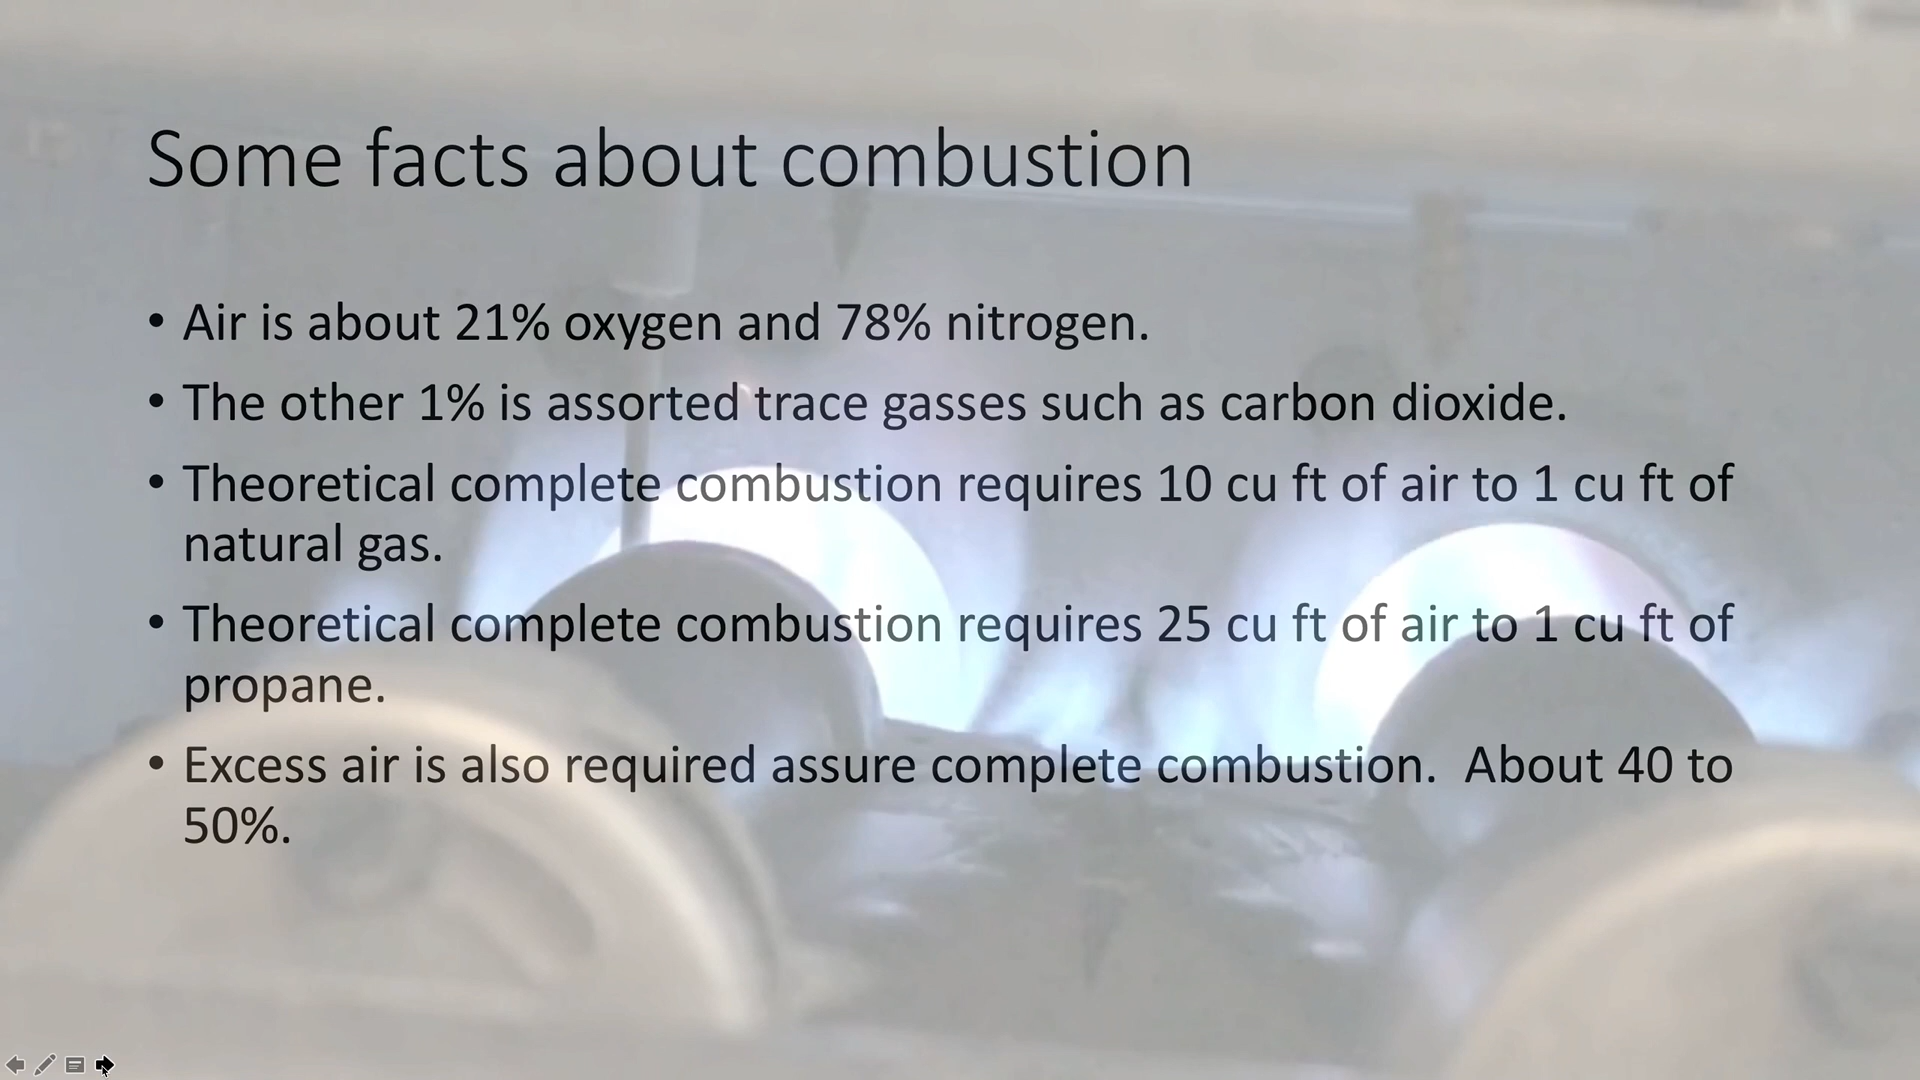 Some facts about combustion
• Air is about 21% oxygen and 78% nitrogen.
• The other 1% is assorted trace gasses such as carbon dioxide.
• Theoretical complete combustion requires 10 cu ft of air to 1 cu ft of
natural gas.
• Theoretical complete combustion requires 25 cu ft of air to 1 cu ft of
propane.
• Excess air is also required assure complete combustion.  About 40 to
50%.